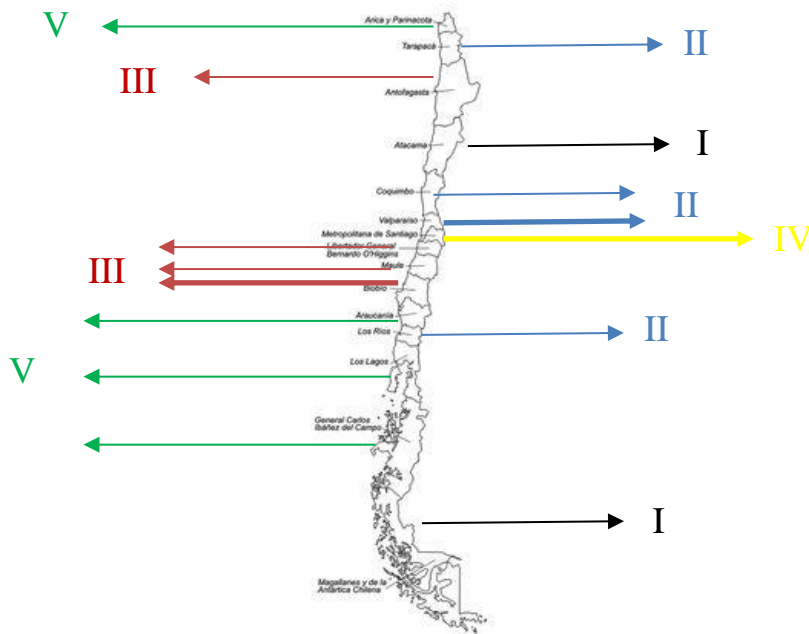 V
Arica y Parinacota
Tarapacá
II
III
Antofagasta
Atacama
I
Coquimbo
Valparaíso
II
Metropolitana de Santiago
IV
Libertador General
Bernardo O'Higgins
Maule
III
Biobío
Araucanía
Los Ríos
II
Los Lagos
V
General Carlos
Ibáñez del Campo
I
Magallanes y de la
Antártica Chilena